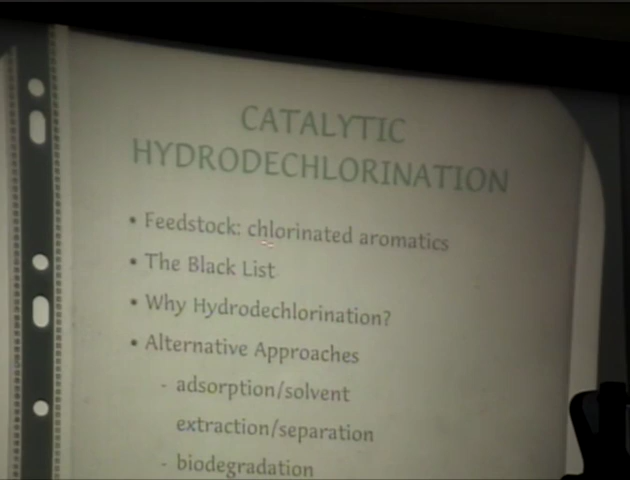 CATALYTIC
HYDRODECHLORINATION
• Feedstock: chlorinated aromatics
• The Black List
• Why Hydrodechlorination?
• Alternative Approaches
- adsorption/solvent
extraction/separation
- biodegradation